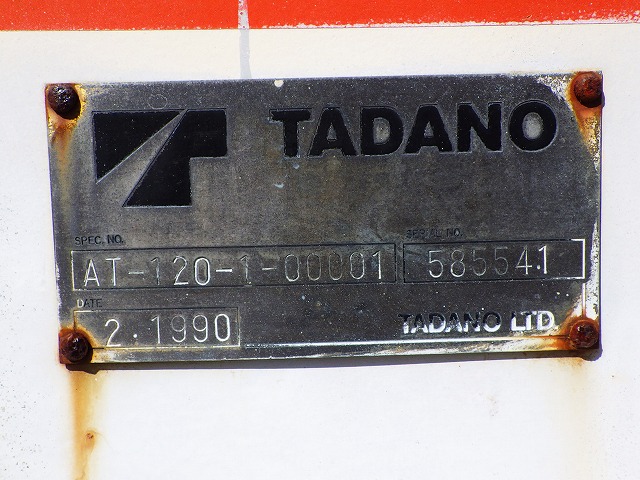 TADANO
SPEC. NO. SERIAL NO.
AT-120-1-00001 585541
DATE
2.1990 TADANO LTD